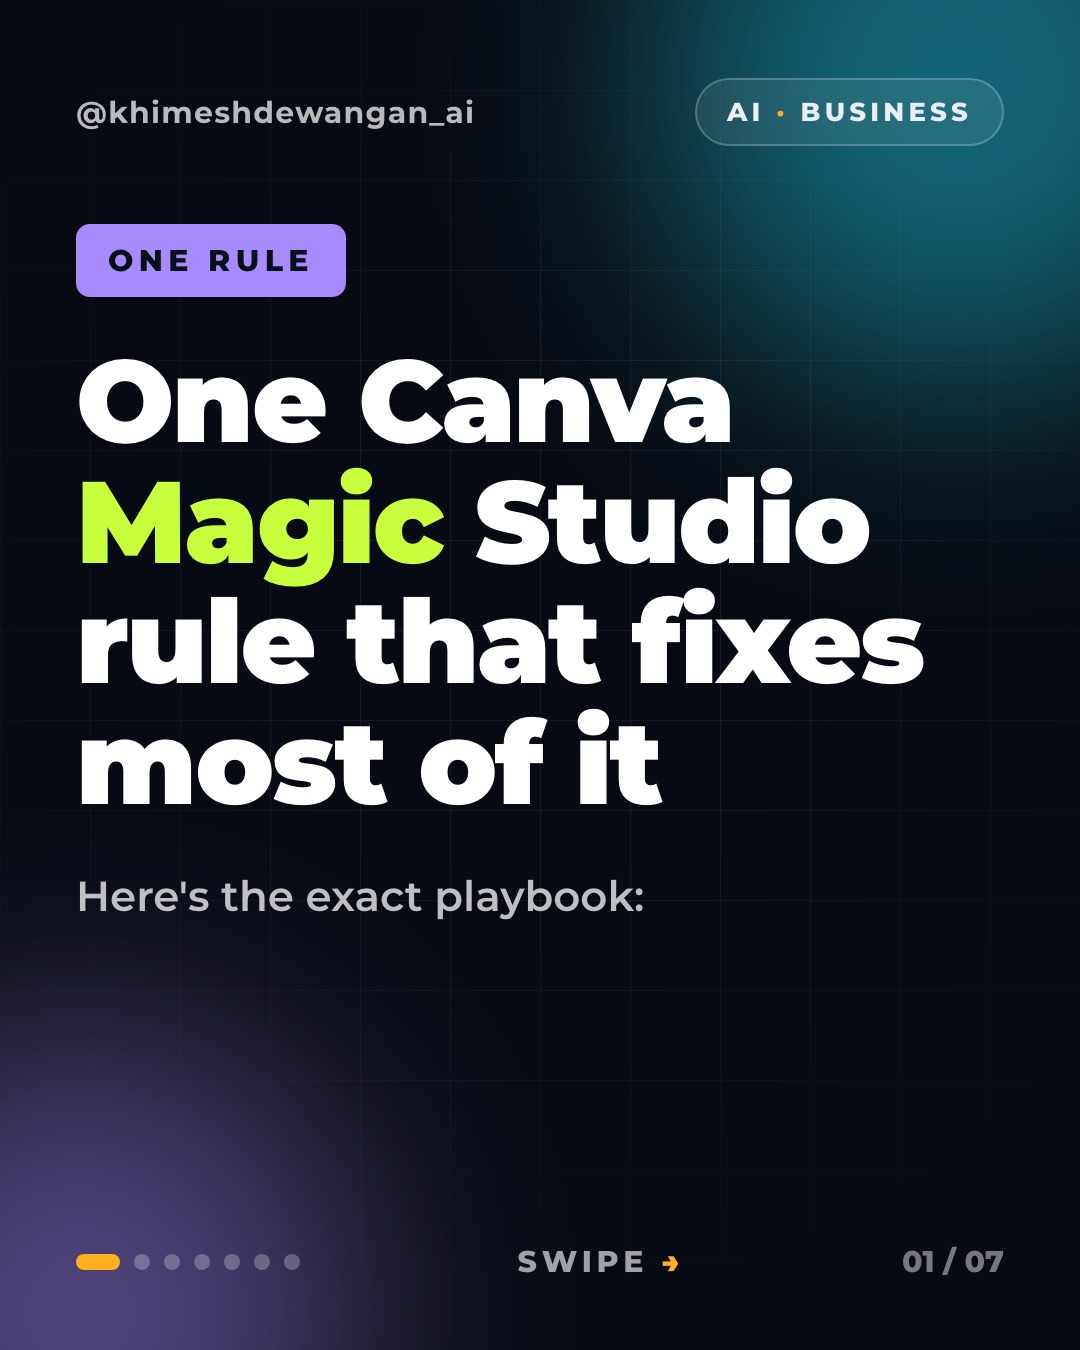 @khimeshdewangan_ai
AI · BUSINESS
ONE RULE
One Canva
Magic Studio
rule that fixes
most of it
Here's the exact playbook:
SWIPE →
01 / 07